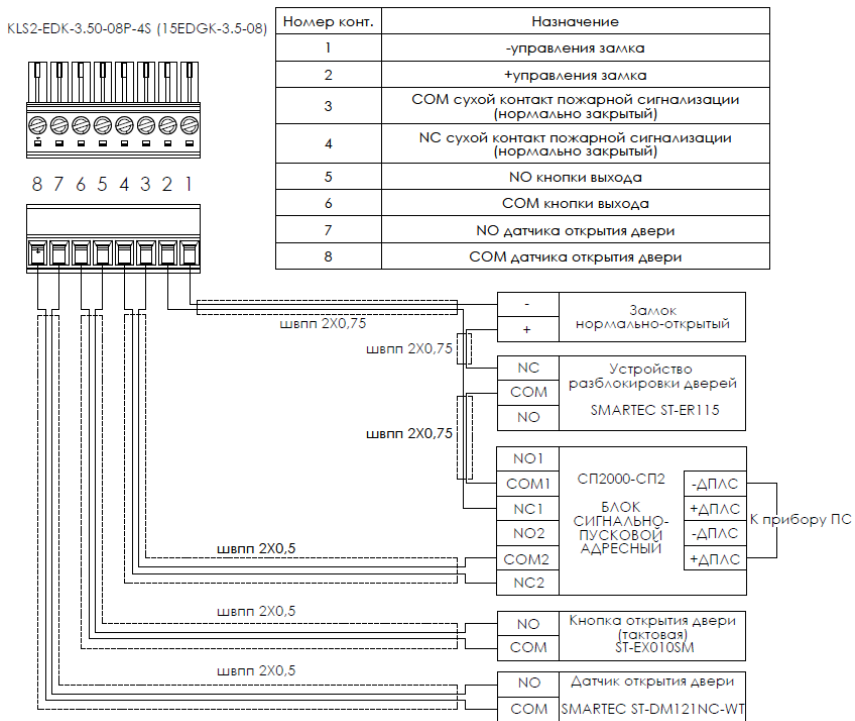 KLS2-EDK-3.50-08P-4S (15EDGK-3.5-08)
8 7 6 5 4 3 2 1
Номер конт. Назначение
1 -управления замка
2 +управления замка
3 COM сухой контакт пожарной сигнализации
(нормально закрытый)
4 NC сухой контакт пожарной сигнализации
(нормально закрытый)
5 NO кнопки выхода
6 COM кнопки выхода
7 NO датчика открытия двери
8 COM датчика открытия двери
швпп 2X0,75
- 
+
Замок
нормально-открытый
швпп 2X0,75
NC
COM
NO
Устройство
разблокировки дверей
SMARTEC ST-ER115
швпп 2X0,75
NO1
COM1
NC1
NO2
COM2
NC2
СП2000-СП2
БЛОК
СИГНАЛЬНО-
ПУСКОВОЙ
АДРЕСНЫЙ
-ДПЛС
+ДПЛС
-ДПЛС
+ДПЛС
К прибору ПС
швпп 2X0,5
швпп 2X0,5
NO
COM
Кнопка открытия двери
(тактовая)
ST-EX010SM
швпп 2X0,5
NO
COM
Датчик открытия двери
SMARTEC ST-DM121NC-WT